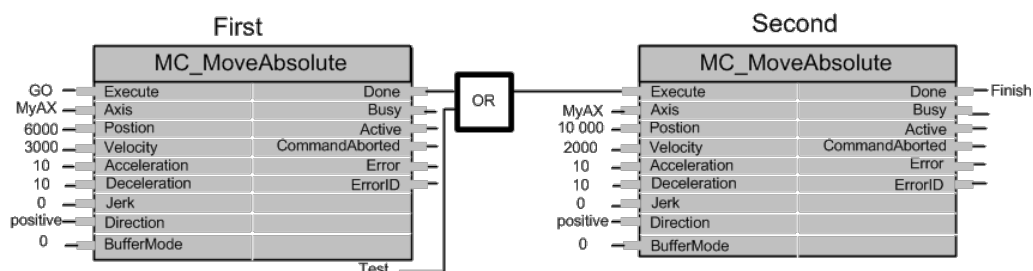 First
Second
MC_MoveAbsolute
MC_MoveAbsolute
GO Execute Done OR Execute Done Finish
MyAX Axis Busy MyAX Axis Busy
6000 Postion Active 10 000 Postion Active
3000 Velocity CommandAborted 2000 Velocity CommandAborted
10 Acceleration Error 10 Acceleration Error
10 Deceleration ErrorID 10 Deceleration ErrorID
0 Jerk 0 Jerk
positive Direction positive Direction
0 BufferMode 0 BufferMode
Test